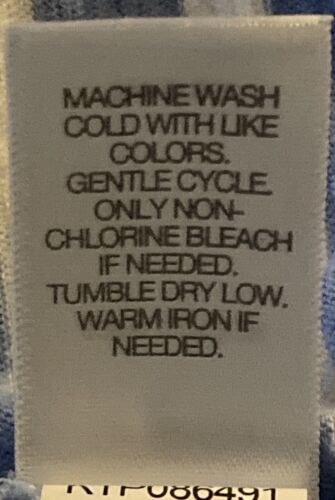 MACHINE WASH
COLD WITH LIKE
COLORS.
GENTLE CYCLE.
ONLY NON-
CHLORINE BLEACH
IF NEEDED.
TUMBLE DRY LOW.
WARM IRON IF
NEEDED.
RTP086491